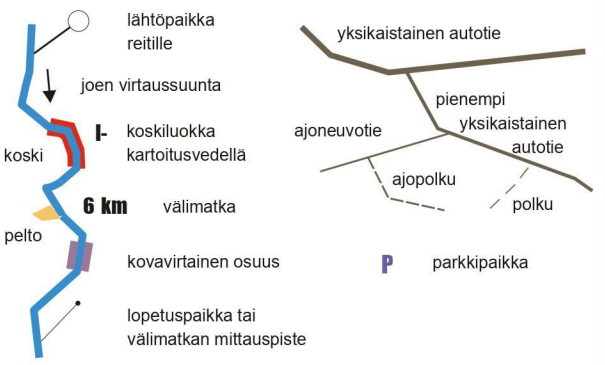 lähtöpaikka
reitille
joen virtaussuunta
I-
koskiluokka
kartoitusvedellä
koski
6 km
välimatka
pelto
kovavirtainen osuus
lopetuspaikka tai
välimatkan mittauspiste
yksikaistainen autotie
pienempi
yksikaistainen
autotie
ajoneuvotie
ajopolku
polku
P
parkkipaikka